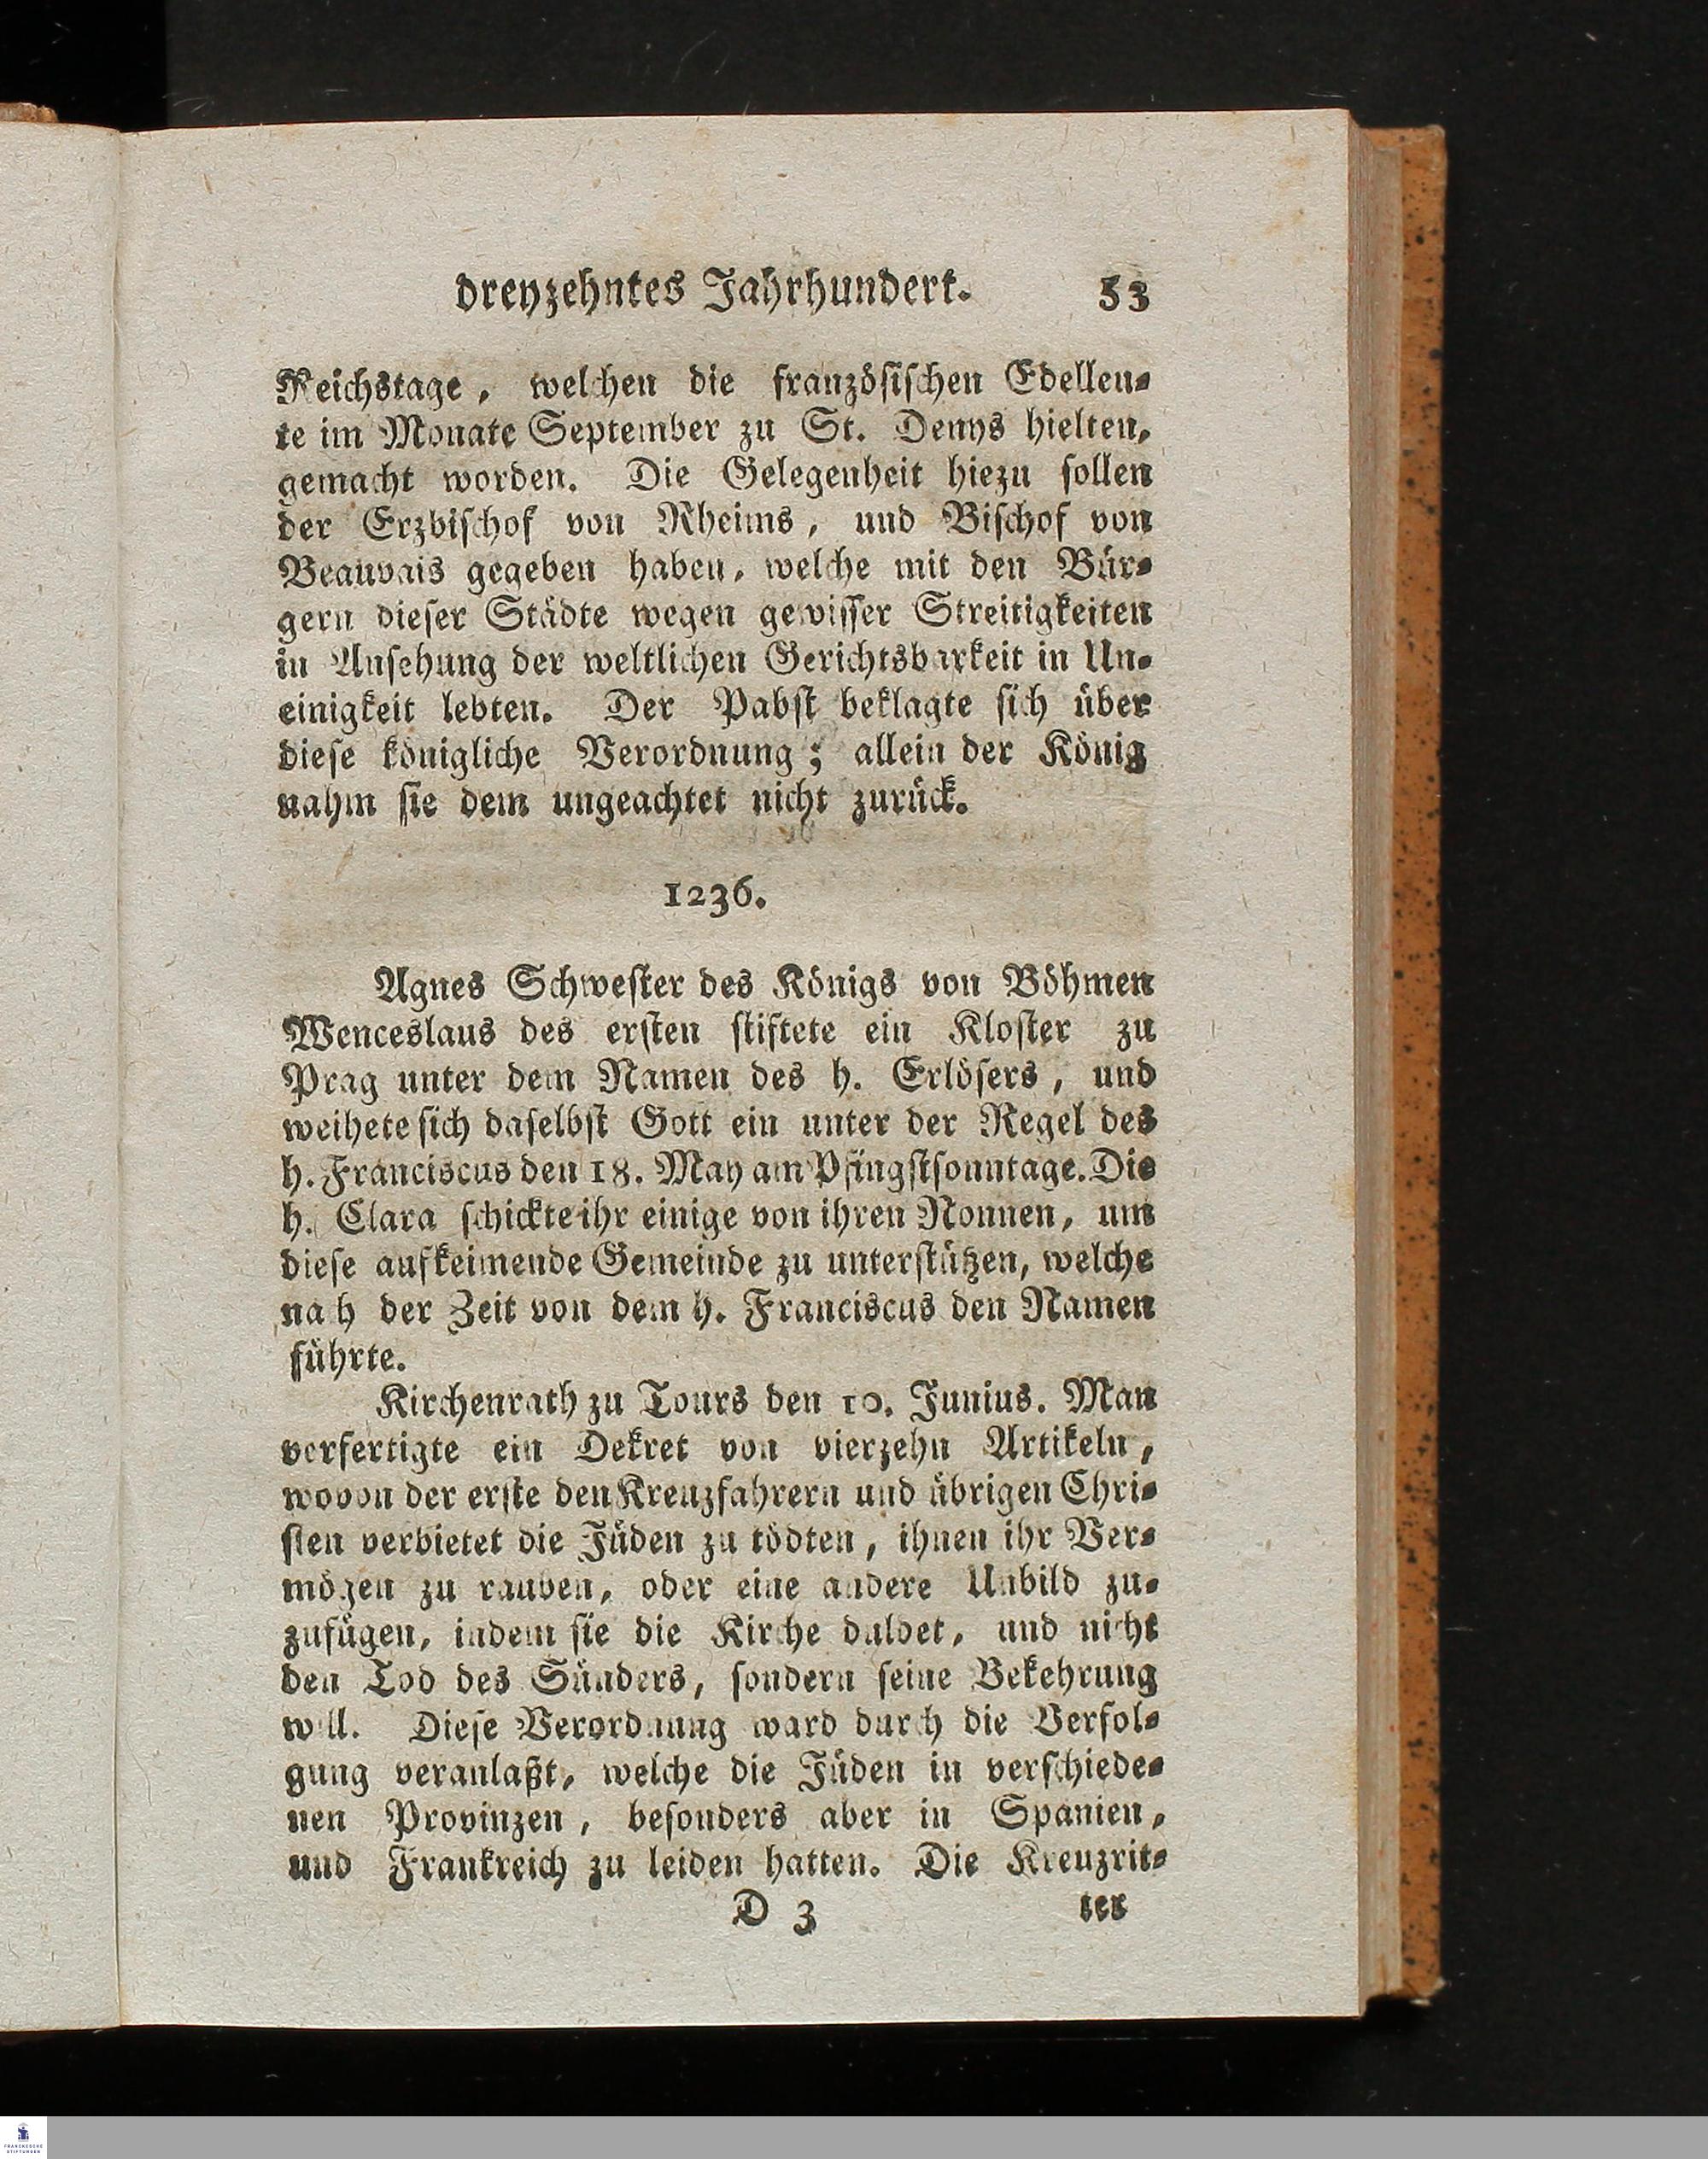 dreyzehntes Jahrhundert. 53
Reichstage, welchen die französischen Edelleu-
te im Monate September zu St. Denys hielten,
gemacht worden. Die Gelegenheit hiezu sollen
der Erzbischof von Rheims, und Bischof von
Beauvais gegeben haben, welche mit den Bür-
gern dieser Städte wegen gewisser Streitigkeiten
in Ansehung der weltlichen Gerichtsbarkeit in Un-
einigkeit lebten. Der Pabst beklagte sich über
diese königliche Verordnung; allein der König
nahm sie dem ungeachtet nicht zurück.
1236.
Agnes Schwester des Königs von Böhmen
Wenceslaus des ersten stiftete ein Kloster zu
Prag unter dem Namen des h. Erlösers, und
weihete sich daselbst Gott ein unter der Regel des
h. Franciscus den 18. May am Pfingstsonntage. Die
h. Clara schickte ihr einige von ihren Nonnen, um
diese aufkeimende Gemeinde zu unterstützen, welche
nach der Zeit von dem h. Franciscus den Namen
führte.
Kirchenrath zu Tours den 10. Junius. Man
verfertigte ein Dekret von vierzehn Artikeln,
wovon der erste den Kreuzfahrern und übrigen Chri-
sten verbietet die Jüden zu tödten, ihnen ihr Ver-
mögen zu rauben, oder eine andere Unbild zu-
zufügen, indem sie die Kirche duldet, und nicht
den Tod des Sünders, sondern seine Bekehrung
will. Diese Verordnung ward durch die Verfol-
gung veranlaßt, welche die Jüden in verschiede-
nen Provinzen, besonders aber in Spanien,
und Frankreich zu leiden hatten. Die Kreuzrit-
D 3 ter
FRANCKESCHE
STIFTUNGEN